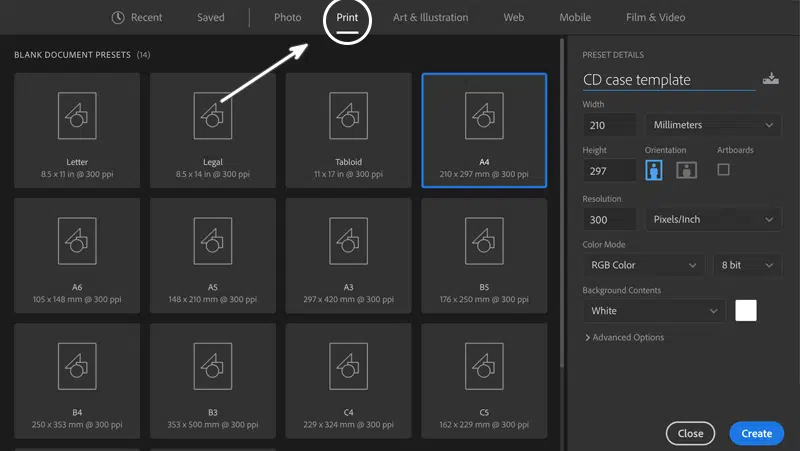 Recent Saved Photo Print Art & Illustration Web Mobile Film & Video
BLANK DOCUMENT PRESETS (14)
Letter
8.5 x 11 in @ 300 ppi
Legal
8.5 x 14 in @ 300 ppi
Tabloid
11 x 17 in @ 300 ppi
A4
210 x 297 mm @ 300 ppi
A6
105 x 148 mm @ 300 ppi
A5
148 x 210 mm @ 300 ppi
A3
297 x 420 mm @ 300 ppi
B5
176 x 250 mm @ 300 ppi
B4
250 x 353 mm @ 300 ppi
B3
353 x 500 mm @ 300 ppi
C4
229 x 324 mm @ 300 ppi
C5
162 x 229 mm @ 300 ppi
PRESET DETAILS
CD case template
Width
210 Millimeters
Height Orientation Artboards
297
Resolution
300 Pixels/Inch
Color Mode
RGB Color 8 bit
Background Contents
White
Advanced Options
Close Create